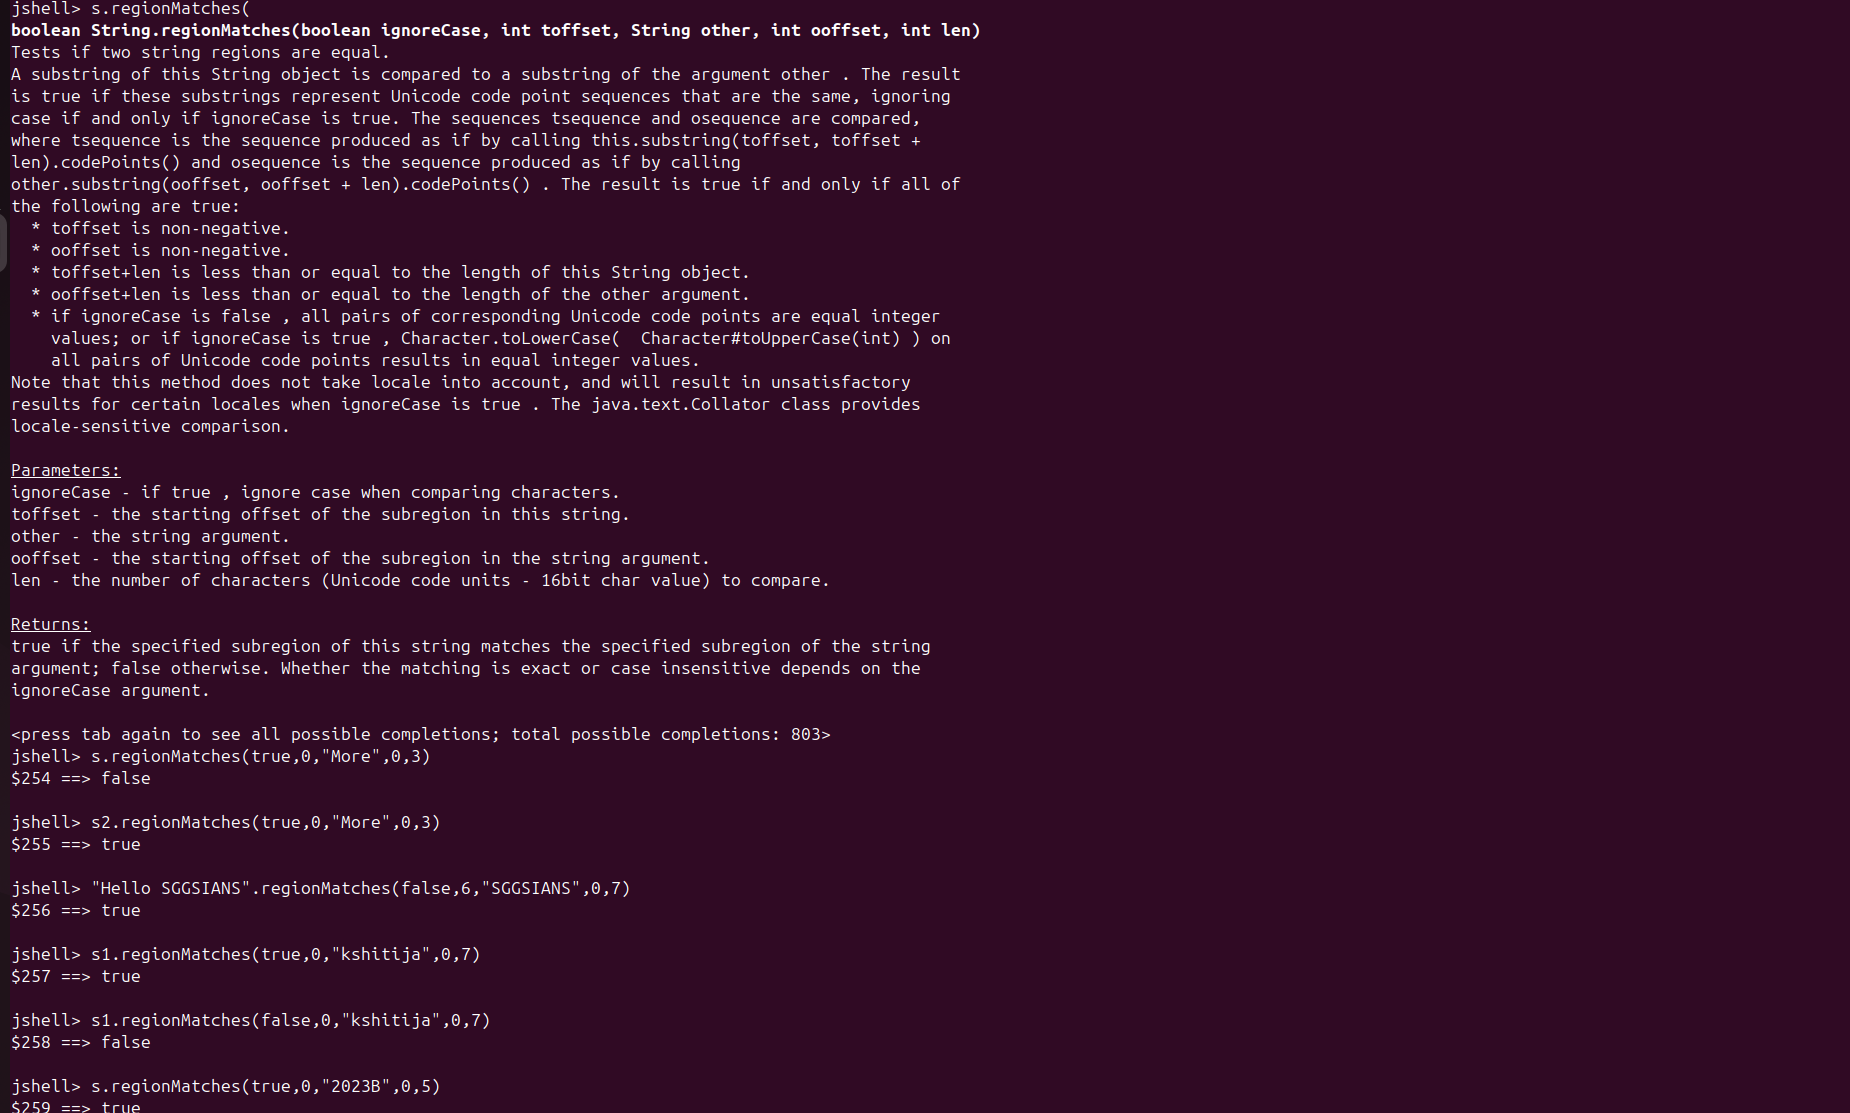 jshell> s.regionMatches(
boolean String.regionMatches(boolean ignoreCase, int toffset, String other, int ooffset, int len)
Tests if two string regions are equal.
A substring of this String object is compared to a substring of the argument other . The result
is true if these substrings represent Unicode code point sequences that are the same, ignoring
case if and only if ignoreCase is true. The sequences tsequence and osequence are compared,
where tsequence is the sequence produced as if by calling this.substring(toffset, toffset +
len).codePoints() and osequence is the sequence produced as if by calling
other.substring(ooffset, ooffset + len).codePoints() . The result is true if and only if all of
the following are true:
  * toffset is non-negative.
  * ooffset is non-negative.
  * toffset+len is less than or equal to the length of this String object.
  * ooffset+len is less than or equal to the length of the other argument.
  * if ignoreCase is false , all pairs of corresponding Unicode code points are equal integer
    values; or if ignoreCase is true , Character.toLowerCase(  Character#toUpperCase(int) ) on
    all pairs of Unicode code points results in equal integer values.
Note that this method does not take locale into account, and will result in unsatisfactory
results for certain locales when ignoreCase is true . The java.text.Collator class provides
locale-sensitive comparison.

Parameters:
ignoreCase - if true , ignore case when comparing characters.
toffset - the starting offset of the subregion in this string.
other - the string argument.
ooffset - the starting offset of the subregion in the string argument.
len - the number of characters (Unicode code units - 16bit char value) to compare.

Returns:
true if the specified subregion of this string matches the specified subregion of the string
argument; false otherwise. Whether the matching is exact or case insensitive depends on the
ignoreCase argument.

<press tab again to see all possible completions; total possible completions: 803>
jshell> s.regionMatches(true,0,"More",0,3)
$254 ==> false

jshell> s2.regionMatches(true,0,"More",0,3)
$255 ==> true

jshell> "Hello SGGSIANS".regionMatches(false,6,"SGGSIANS",0,7)
$256 ==> true

jshell> s1.regionMatches(true,0,"kshitija",0,7)
$257 ==> true

jshell> s1.regionMatches(false,0,"kshitija",0,7)
$258 ==> false

jshell> s.regionMatches(true,0,"2023B",0,5)
$259 ==> true